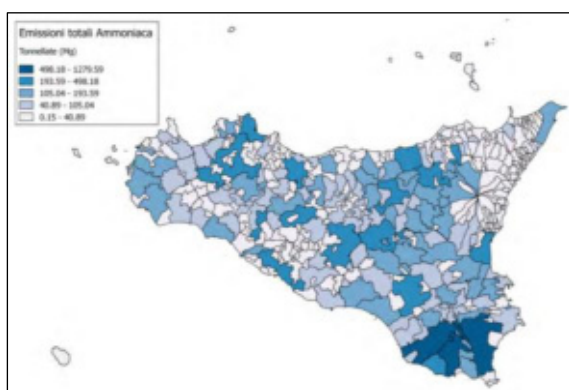 Emissioni totali Ammoniaca
Tonnellate (Mg)
498.18 - 1279.59
193.59 - 498.18
105.04 - 193.59
40.89 - 105.04
0.15 - 40.89